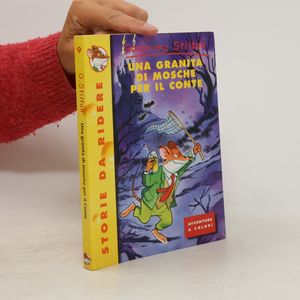 9
G. Stilton
Una granita di mosche per il Conte
STORIE DA RIDERE
Geronimo Stilton
UNA GRANITA
DI MOSCHE
PER IL CONTE
AVVENTURE
A COLORI